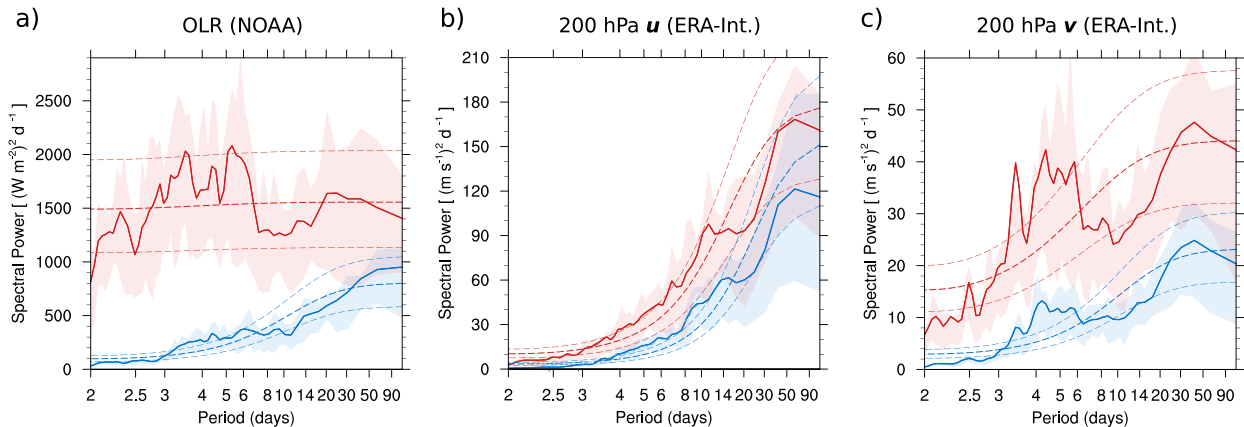 a)
OLR (NOAA)
Spectral Power [ (W m⁻²)² d⁻¹ ]
2500
2000
1500
1000
500
0
2 2.5 3 4 5 6 8 10 14 20 30 50 90
Period (days)
b)
200 hPa u (ERA-Int.)
Spectral Power [ (m s⁻¹)² d⁻¹ ]
210
180
150
120
90
60
30
0
2 2.5 3 4 5 6 8 10 14 20 30 50 90
Period (days)
c)
200 hPa v (ERA-Int.)
Spectral Power [ (m s⁻¹)² d⁻¹ ]
60
50
40
30
20
10
0
2 2.5 3 4 5 6 8 10 14 20 30 50 90
Period (days)